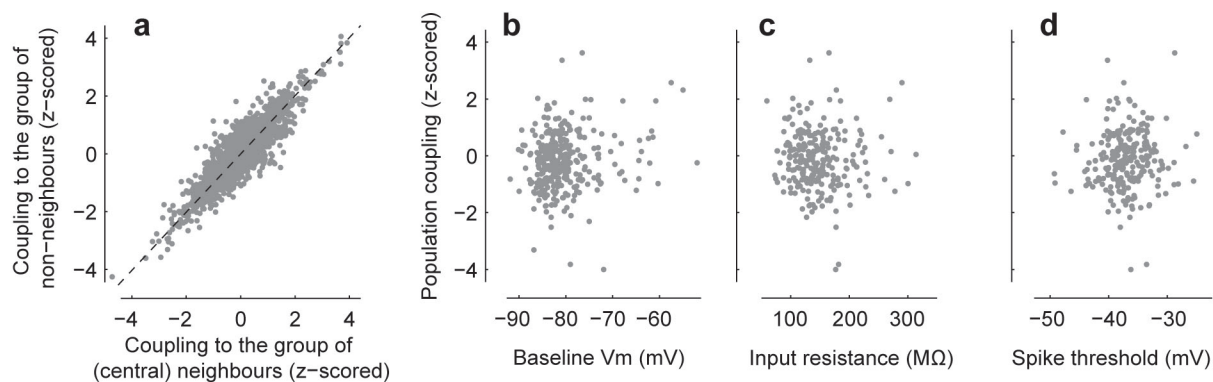 a
Coupling to the group of
non−neighbours (z−scored)
4
2
0
−2
−4
−4 −2 0 2 4
Coupling to the group of
(central) neighbours (z−scored)
b
Population coupling (z−scored)
4
2
0
−2
−4
−90 −80 −70 −60
Baseline Vm (mV)
c
100 200 300
Input resistance (MΩ)
d
−50 −40 −30
Spike threshold (mV)